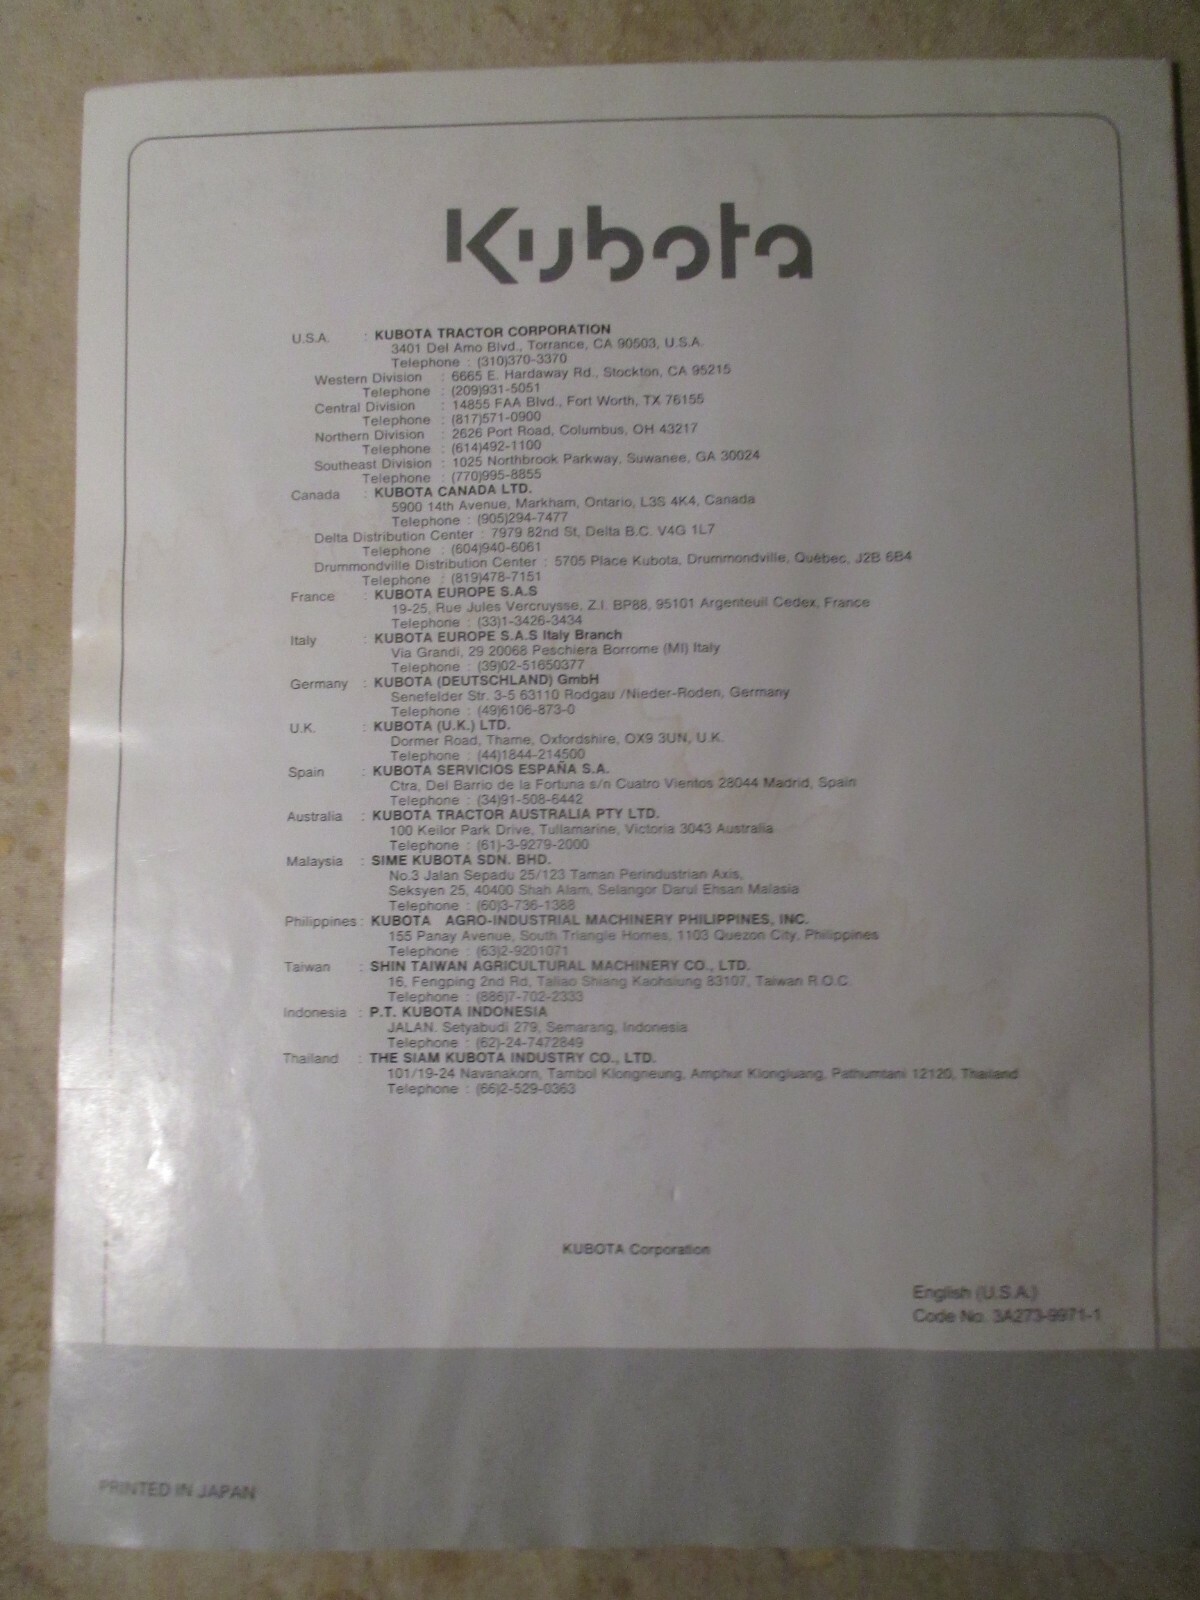 Kubota
U.S.A. : KUBOTA TRACTOR CORPORATION
3401 Del Amo Blvd., Torrance, CA 90503, U.S.A.
Telephone : (310)370-3370
Western Division : 6665 E. Hardaway Rd., Stockton, CA 95215
Telephone : (209)931-5051
Central Division : 14855 FAA Blvd., Fort Worth, TX 76155
Telephone : (817)571-0900
Northern Division : 2626 Port Road, Columbus, OH 43217
Telephone : (614)492-1100
Southeast Division : 1025 Northbrook Parkway, Suwanee, GA 30024
Telephone : (770)995-8855
Canada : KUBOTA CANADA LTD.
5900 14th Avenue, Markham, Ontario, L3S 4K4, Canada
Telephone : (905)294-7477
Delta Distribution Center : 7979 82nd St, Delta B.C. V4G 1L7
Telephone : (604)940-6061
Drummondville Distribution Center : 5705 Place Kubota, Drummondville, Québec, J2B 6B4
Telephone : (819)478-7151
France : KUBOTA EUROPE S.A.S
19-25, Rue Jules Vercruysse, Z.I. BP88, 95101 Argenteuil Cedex, France
Telephone : (33)1-3426-3434
Italy : KUBOTA EUROPE S.A.S Italy Branch
Via Grandi, 29 20068 Peschiera Borrome (MI) Italy
Telephone : (39)02-51650377
Germany : KUBOTA (DEUTSCHLAND) GmbH
Senefelder Str. 3-5 63110 Rodgau /Nieder-Roden, Germany
Telephone : (49)6106-873-0
U.K. : KUBOTA (U.K.) LTD.
Dormer Road, Thame, Oxfordshire, OX9 3UN, U.K.
Telephone : (44)1844-214500
Spain : KUBOTA SERVICIOS ESPAÑA S.A.
Ctra, Del Barrio de la Fortuna s/n Cuatro Vientos 28044 Madrid, Spain
Telephone : (34)91-508-6442
Australia : KUBOTA TRACTOR AUSTRALIA PTY LTD.
100 Keilor Park Drive, Tullamarine, Victoria 3043 Australia
Telephone : (61)-3-9279-2000
Malaysia : SIME KUBOTA SDN. BHD.
No.3 Jalan Sepadu 25/123 Taman Perindustrian Axis,
Seksyen 25, 40400 Shah Alam, Selangor Darul Ehsan Malasia
Telephone : (60)3-736-1388
Philippines : KUBOTA AGRO-INDUSTRIAL MACHINERY PHILIPPINES, INC.
155 Panay Avenue, South Triangle Homes, 1103 Quezon City, Philippines
Telephone : (63)2-9201071
Taiwan : SHIN TAIWAN AGRICULTURAL MACHINERY CO., LTD.
16, Fengping 2nd Rd, Taliao Shiang Kaohsiung 83107, Taiwan R.O.C.
Telephone : (886)7-702-2333
Indonesia : P.T. KUBOTA INDONESIA
JALAN. Setyabudi 279, Semarang, Indonesia
Telephone : (62)-24-7472849
Thailand : THE SIAM KUBOTA INDUSTRY CO., LTD.
101/19-24 Navanakorn, Tambol Klongneung, Amphur Klongluang, Pathumtani 12120, Thailand
Telephone : (66)2-529-0363
KUBOTA Corporation
English (U.S.A.)
Code No. 3A273-9971-1
PRINTED IN JAPAN